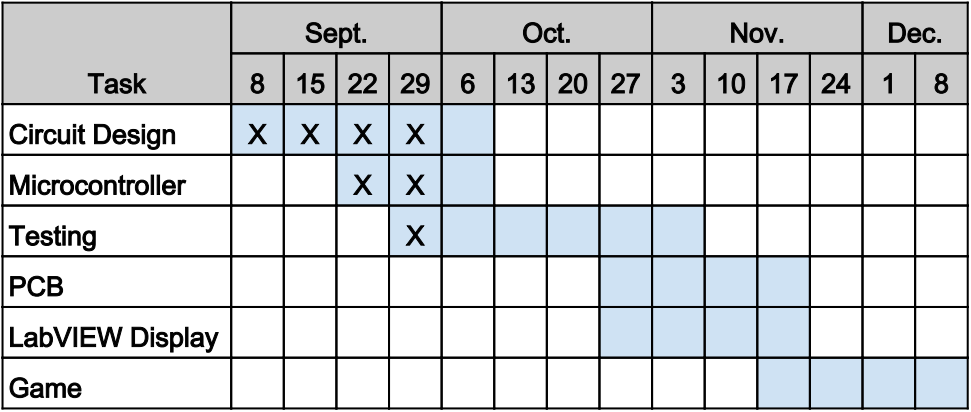 Sept. Oct. Nov. Dec.
Task 8 15 22 29 6 13 20 27 3 10 17 24 1 8
Circuit Design X X X X
Microcontroller X X
Testing X
PCB
LabVIEW Display
Game